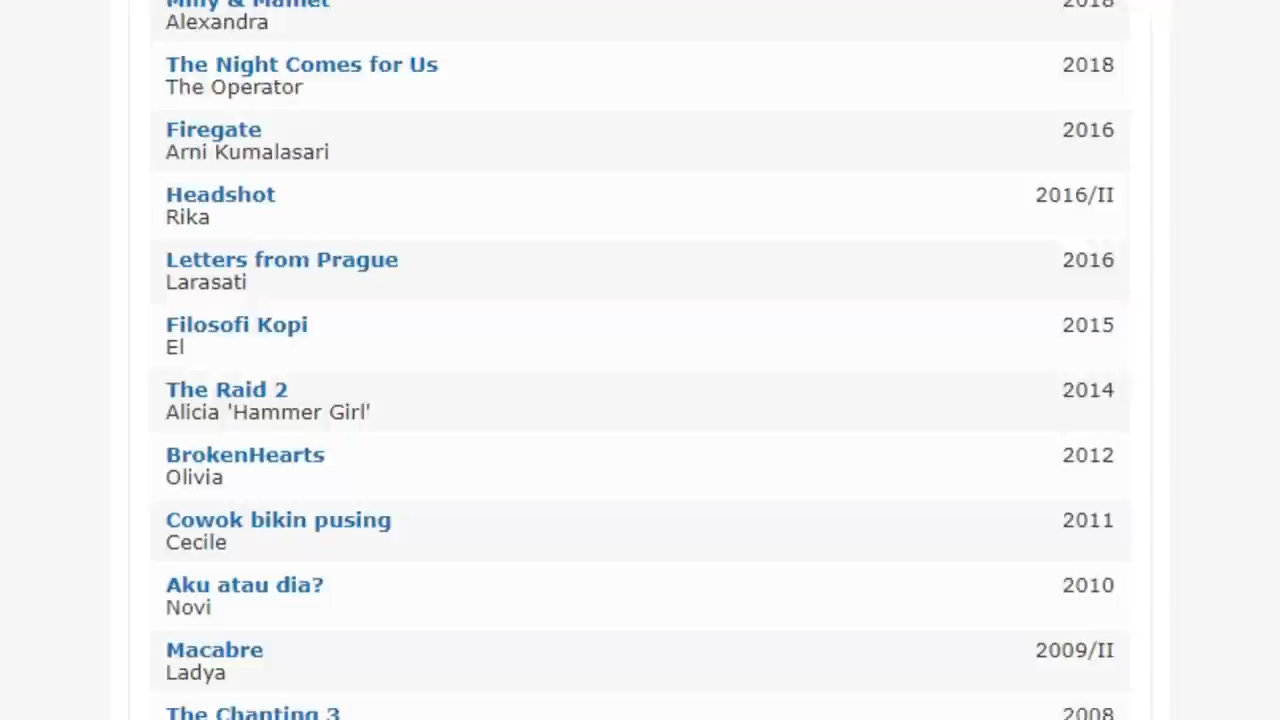 Milly & Mamet 2018
Alexandra
The Night Comes for Us 2018
The Operator
Firegate 2016
Arni Kumalasari
Headshot 2016/II
Rika
Letters from Prague 2016
Larasati
Filosofi Kopi 2015
El
The Raid 2 2014
Alicia 'Hammer Girl'
BrokenHearts 2012
Olivia
Cowok bikin pusing 2011
Cecile
Aku atau dia? 2010
Novi
Macabre 2009/II
Ladya
The Chanting 3 2008